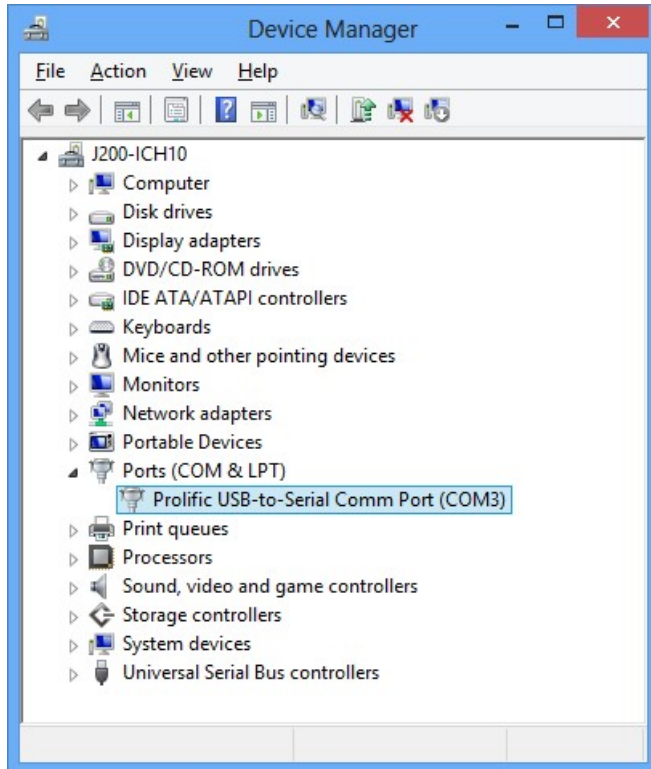 Device Manager
File Action View Help
J200-ICH10
Computer
Disk drives
Display adapters
DVD/CD-ROM drives
IDE ATA/ATAPI controllers
Keyboards
Mice and other pointing devices
Monitors
Network adapters
Portable Devices
Ports (COM & LPT)
Prolific USB-to-Serial Comm Port (COM3)
Print queues
Processors
Sound, video and game controllers
Storage controllers
System devices
Universal Serial Bus controllers